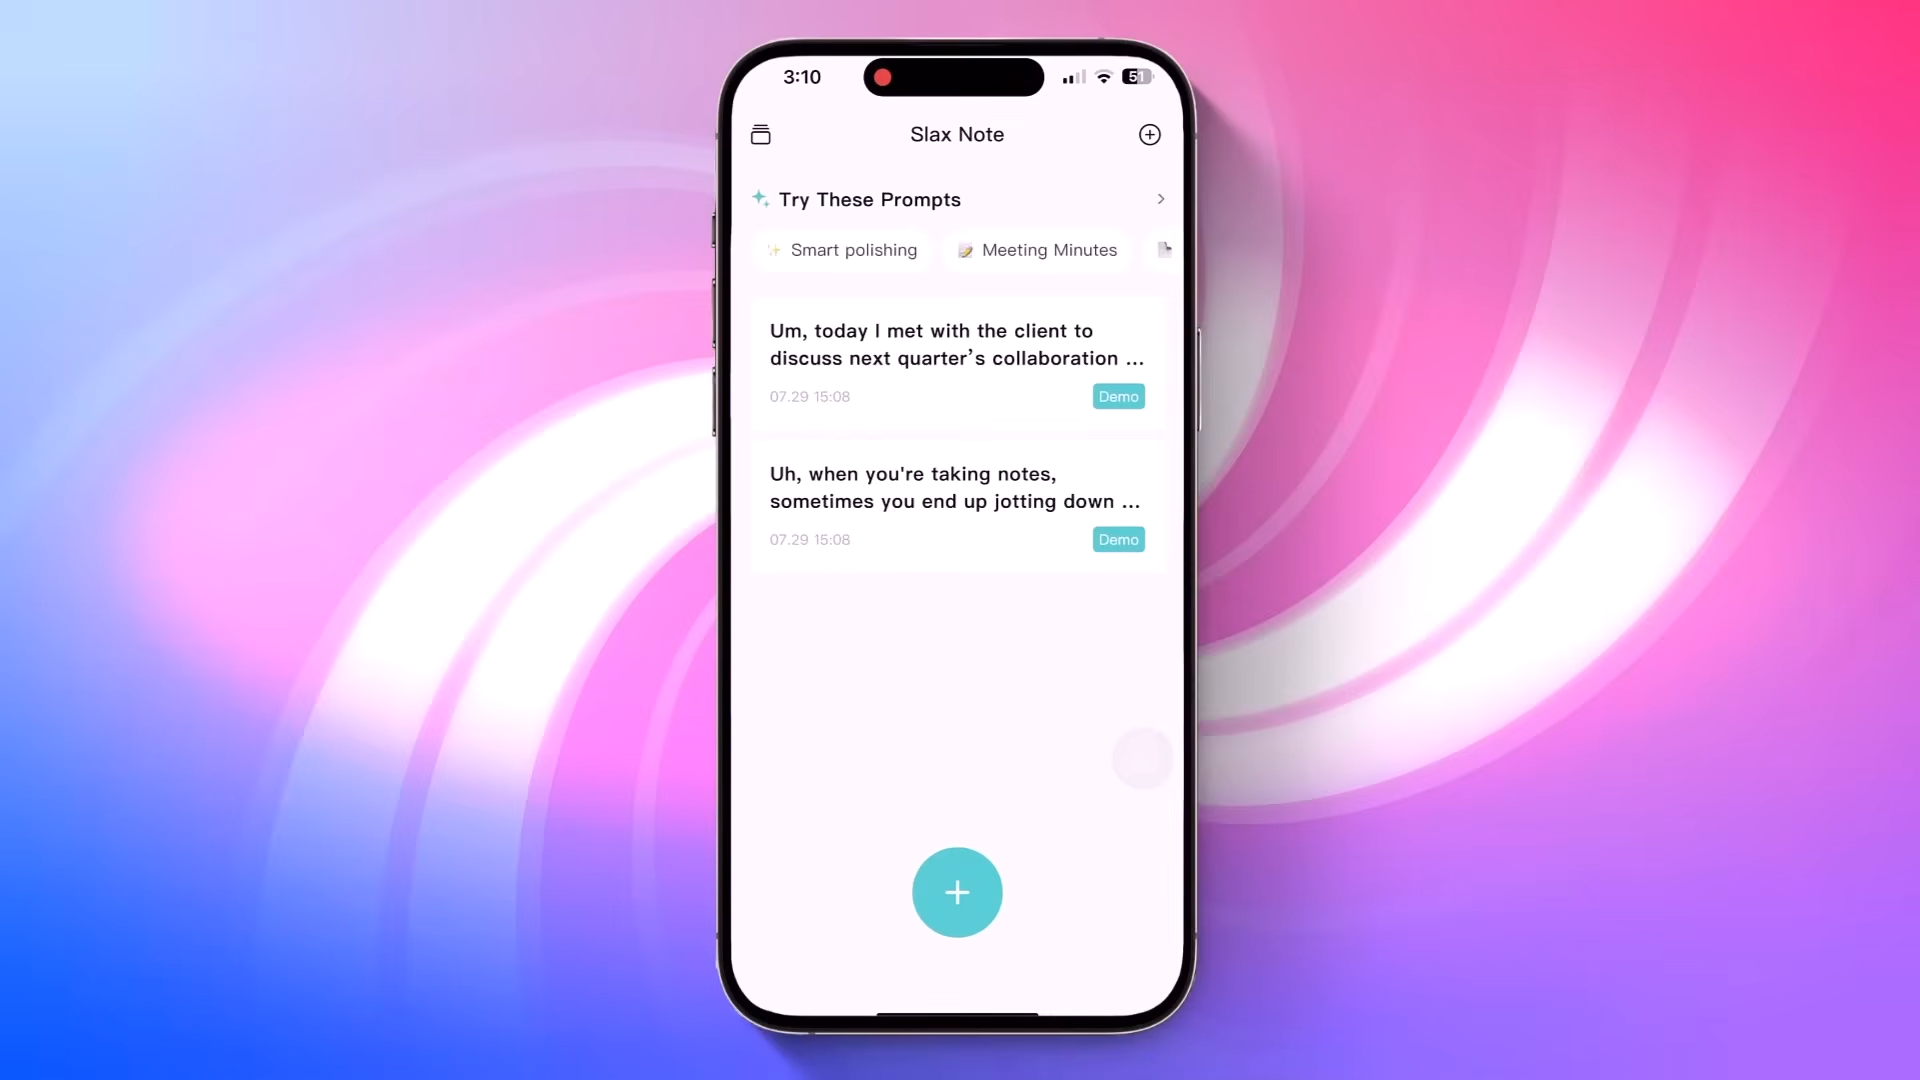 3:10
51
Slax Note
Try These Prompts
Smart polishing
Meeting Minutes
Um, today I met with the client to
discuss next quarter’s collaboration ...
07.29 15:08
Demo
Uh, when you're taking notes,
sometimes you end up jotting down ...
07.29 15:08
Demo